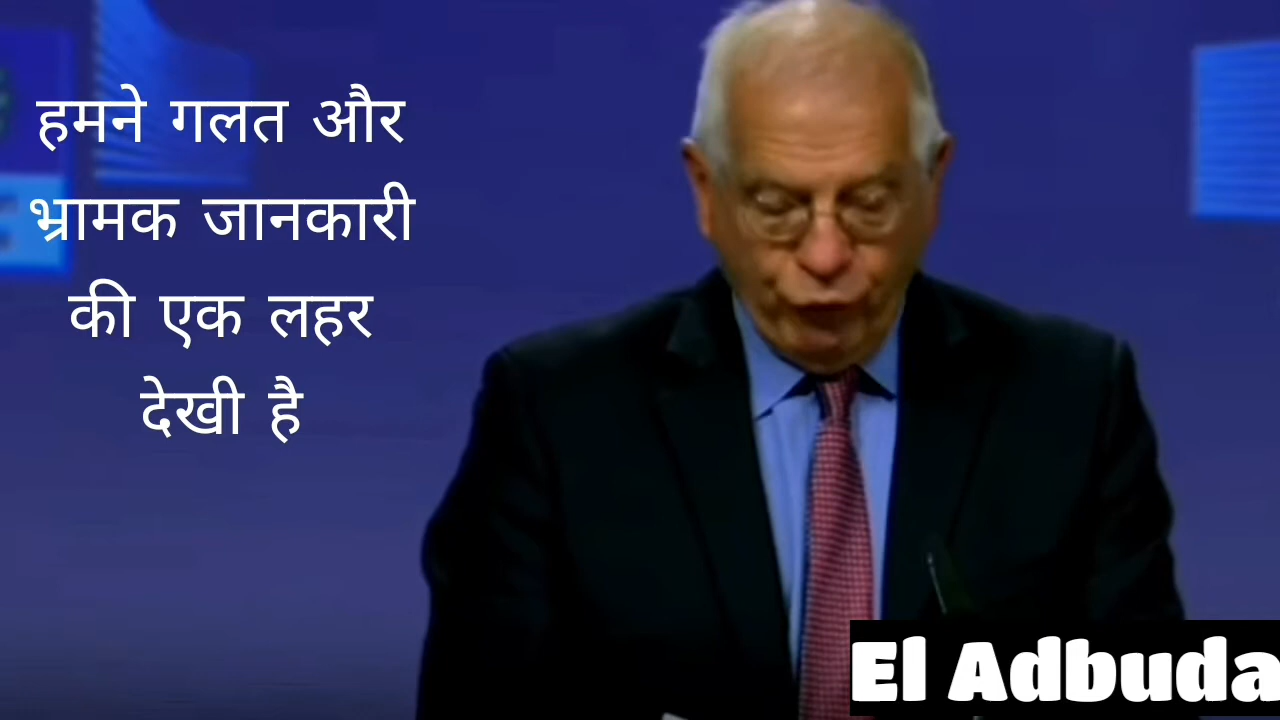 हमने गलत और
भ्रामक जानकारी
की एक लहर
देखी है
El Adbuda